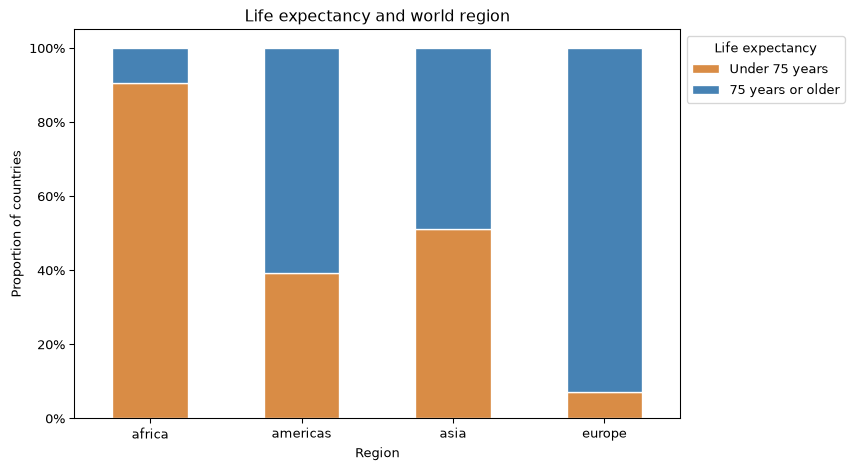 Life expectancy and world region
Life expectancy
Under 75 years
75 years or older
Proportion of countries
100%
80%
60%
40%
20%
0%
africa americas asia europe
Region